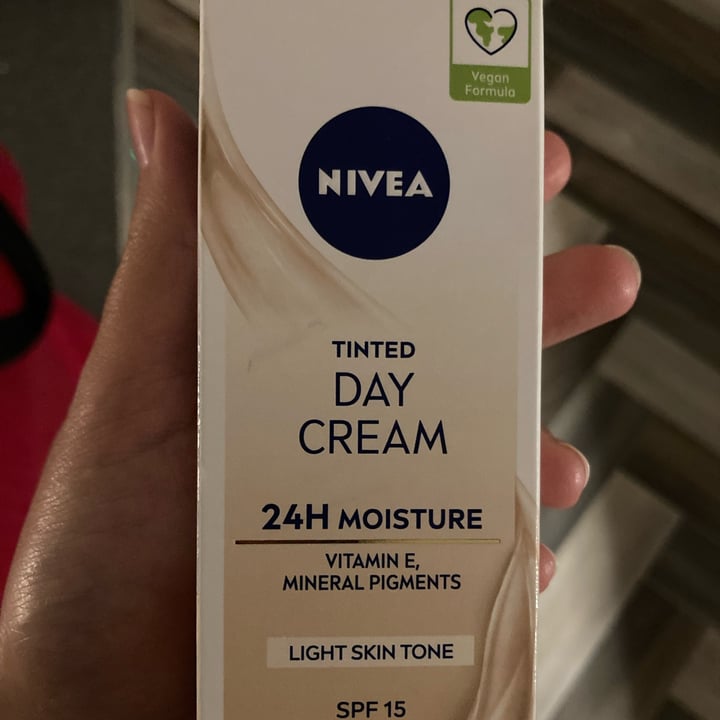 Vegan
Formula
NIVEA
TINTED
DAY
CREAM
24H MOISTURE
VITAMIN E,
MINERAL PIGMENTS
LIGHT SKIN TONE
SPF 15